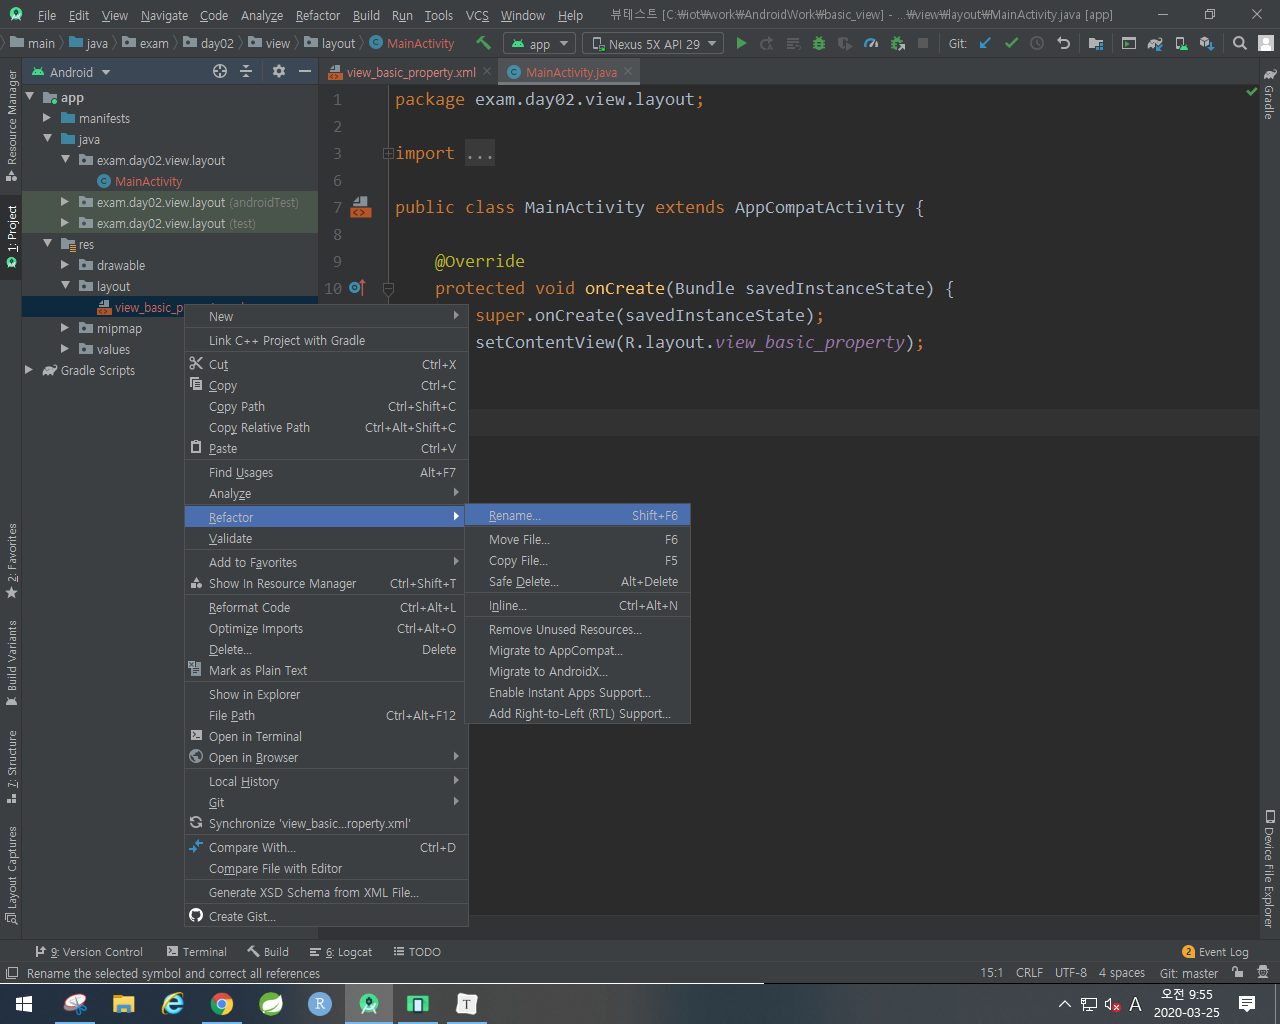 File Edit View Navigate Code Analyze Refactor Build Run Tools VCS Window Help 뷰테스트 [C:₩iot₩work₩AndroidWork₩basic_view] - ...₩view₩layout₩MainActivity.java [app]
main java exam day02 view layout MainActivity app Nexus 5X API 29 Git:
Android
view_basic_property.xml
MainActivity.java
app
manifests
java
exam.day02.view.layout
MainActivity
exam.day02.view.layout (androidTest)
exam.day02.view.layout (test)
res
drawable
layout
view_basic_p
mipmap
values
Gradle Scripts
Resource Manager
1: Project
2: Favorites
Build Variants
7: Structure
Layout Captures
1 package exam.day02.view.layout;
2
3 import ...
6
7 public class MainActivity extends AppCompatActivity {
8
9 @Override
10 protected void onCreate(Bundle savedInstanceState) {
super.onCreate(savedInstanceState);
setContentView(R.layout.view_basic_property);
New
Link C++ Project with Gradle
Cut Ctrl+X
Copy Ctrl+C
Copy Path Ctrl+Shift+C
Copy Relative Path Ctrl+Alt+Shift+C
Paste Ctrl+V
Find Usages Alt+F7
Analyze
Refactor
Validate
Add to Favorites
Show In Resource Manager Ctrl+Shift+T
Reformat Code Ctrl+Alt+L
Optimize Imports Ctrl+Alt+O
Delete... Delete
Mark as Plain Text
Show in Explorer
File Path Ctrl+Alt+F12
Open in Terminal
Open in Browser
Local History
Git
Synchronize 'view_basic...roperty.xml'
Compare With... Ctrl+D
Compare File with Editor
Generate XSD Schema from XML File...
Create Gist...
Rename... Shift+F6
Move File... F6
Copy File... F5
Safe Delete... Alt+Delete
Inline... Ctrl+Alt+N
Remove Unused Resources...
Migrate to AppCompat...
Migrate to AndroidX...
Enable Instant Apps Support...
Add Right-to-Left (RTL) Support...
Gradle
Device File Explorer
9: Version Control Terminal Build 6: Logcat TODO 2 Event Log
Rename the selected symbol and correct all references 15:1 CRLF UTF-8 4 spaces Git: master
R T A 오전 9:55
2020-03-25